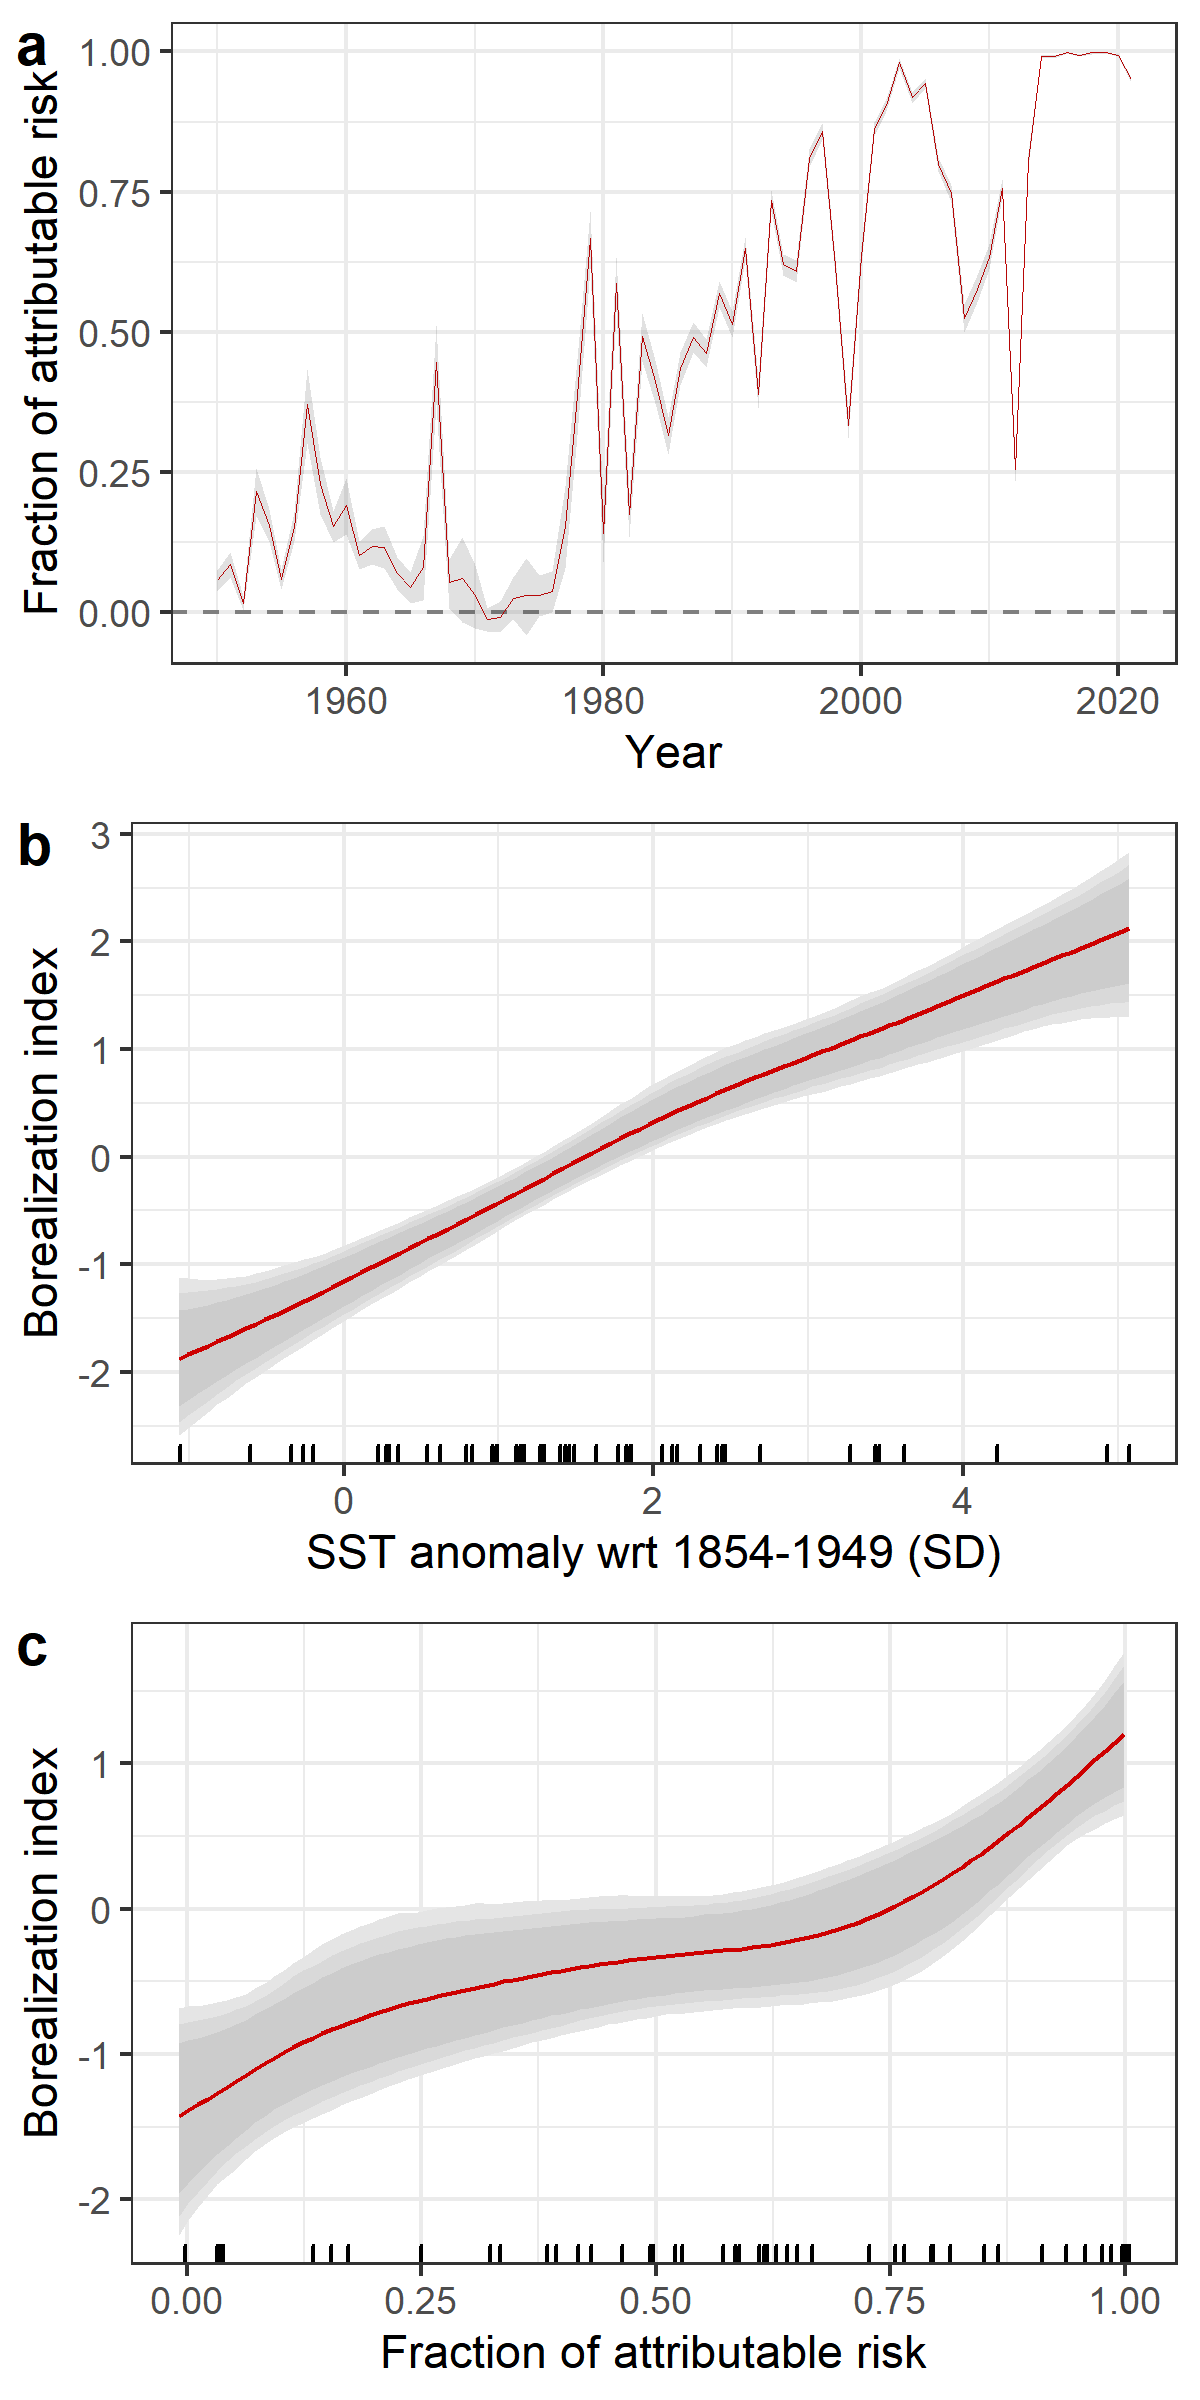 a
Fraction of attributable risk
1.00
0.75
0.50
0.25
0.00
1960 1980 2000 2020
Year
b
Borealization index
3
2
1
0
-1
-2
0 2 4
SST anomaly wrt 1854-1949 (SD)
c
Borealization index
1
0
-1
-2
0.00 0.25 0.50 0.75 1.00
Fraction of attributable risk